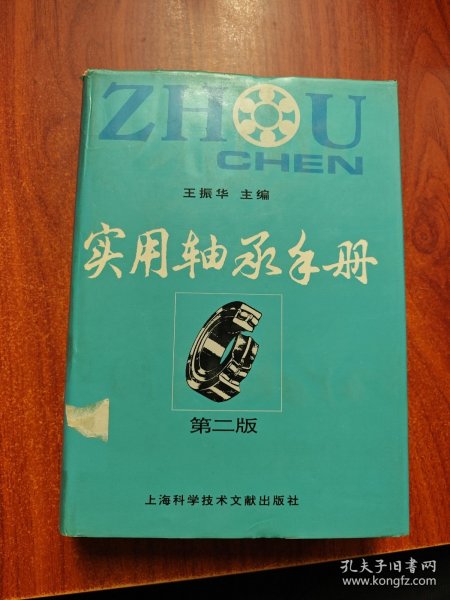 ZHOU
CHEN
王振华 主编
实用轴承手册
第二版
上海科学技术文献出版社
孔夫子旧书网
www.kongfz.com